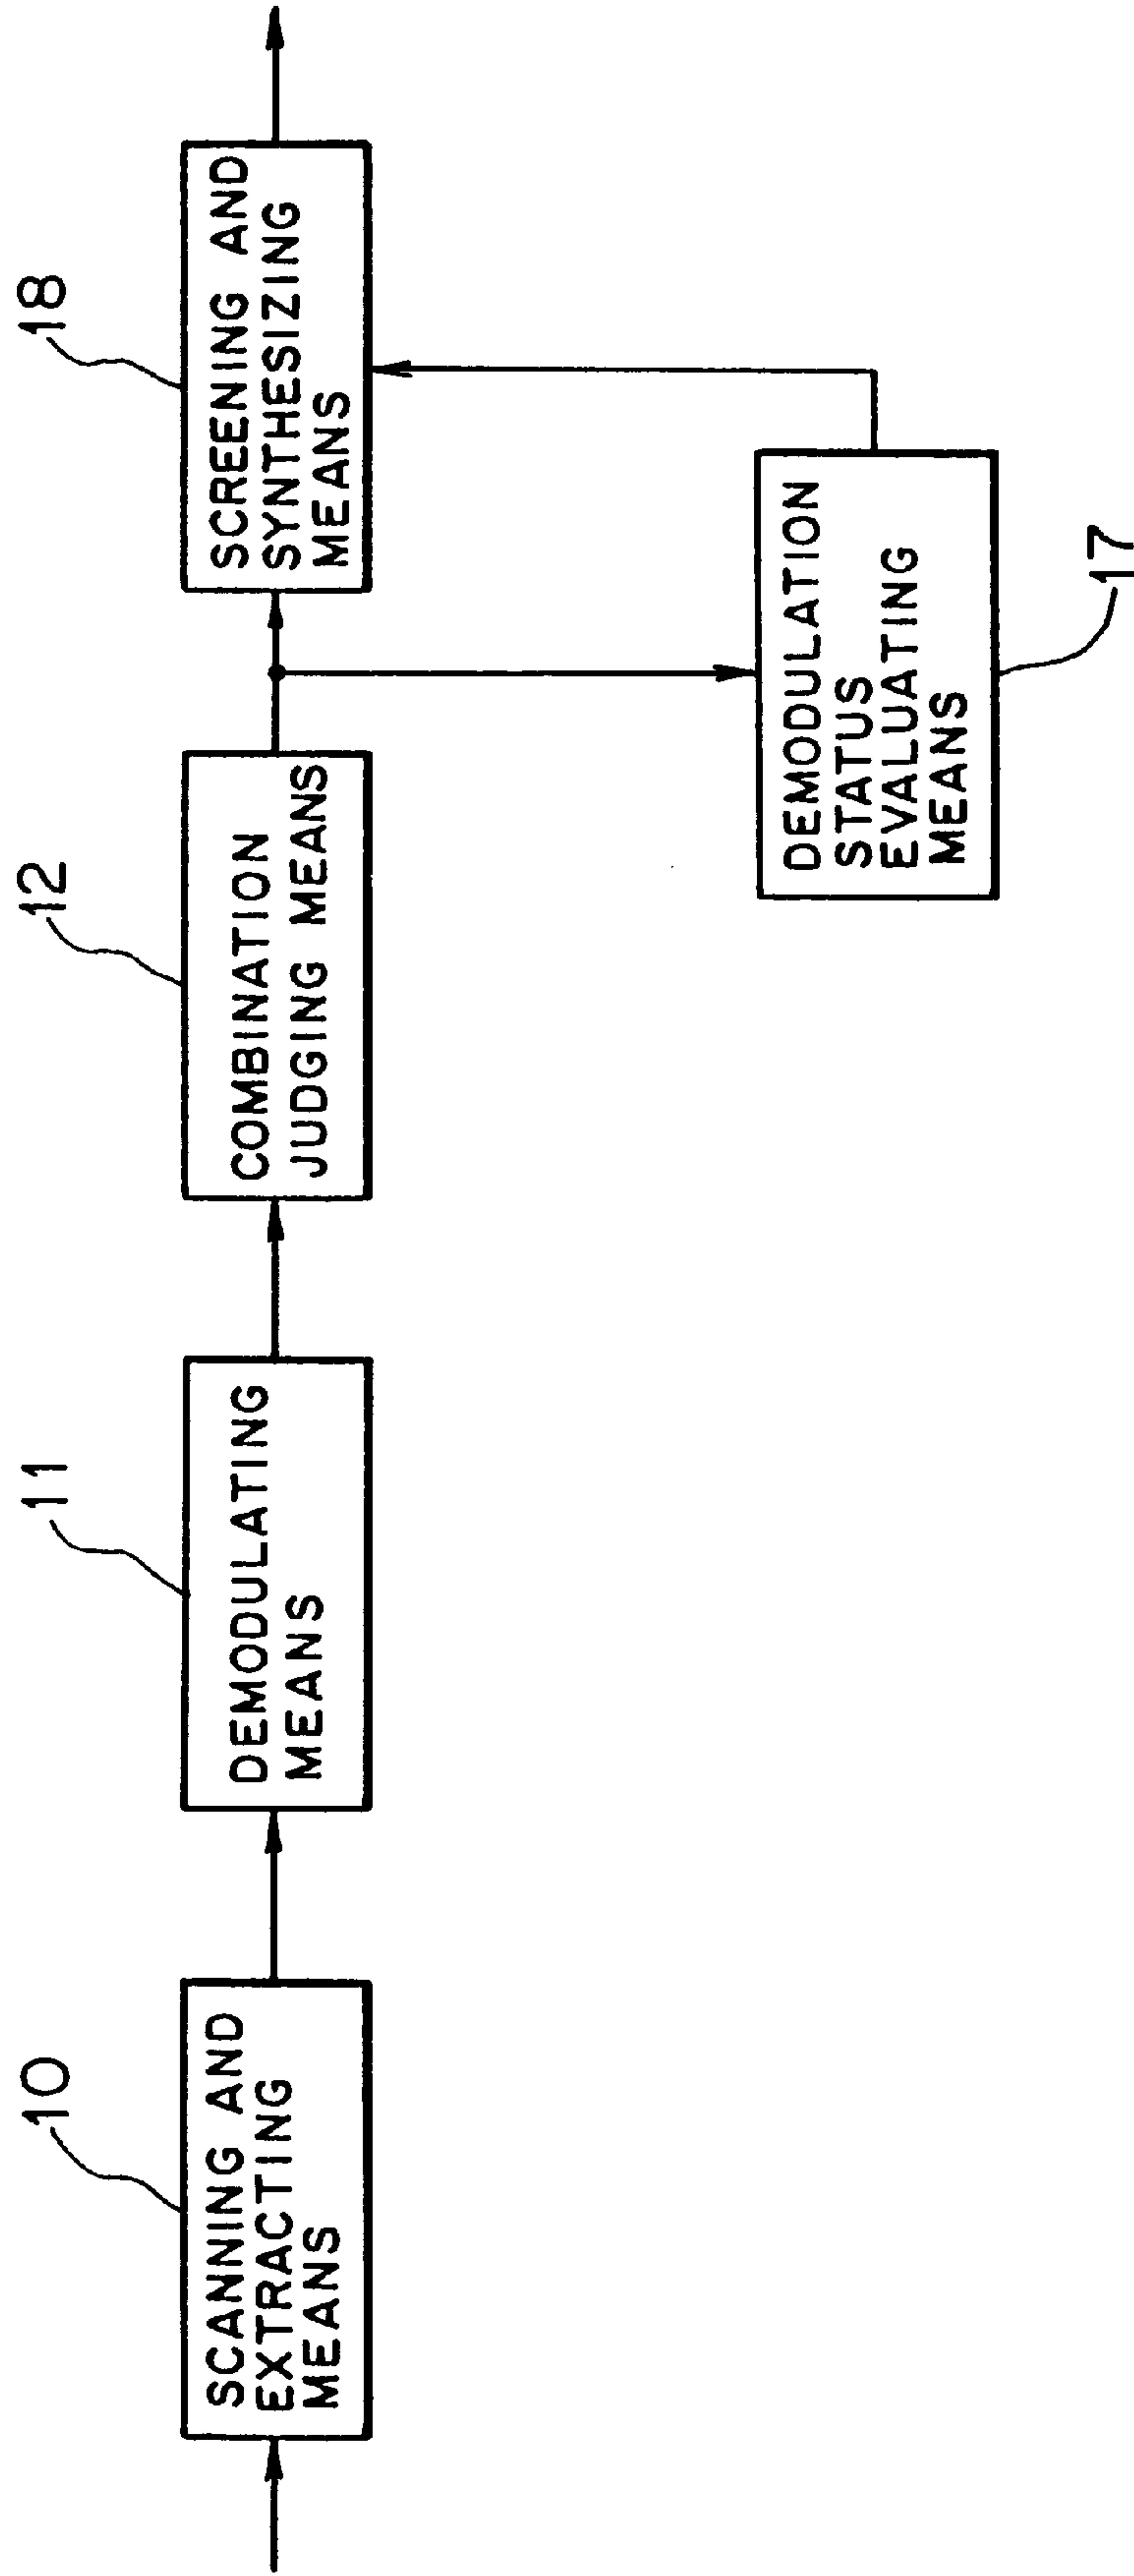 10
SCANNING AND
EXTRACTING
MEANS
11
DEMODULATING
MEANS
12
COMBINATION
JUDGING MEANS
18
SCREENING AND
SYNTHESIZING
MEANS
DEMODULATION
STATUS
EVALUATING
MEANS
17